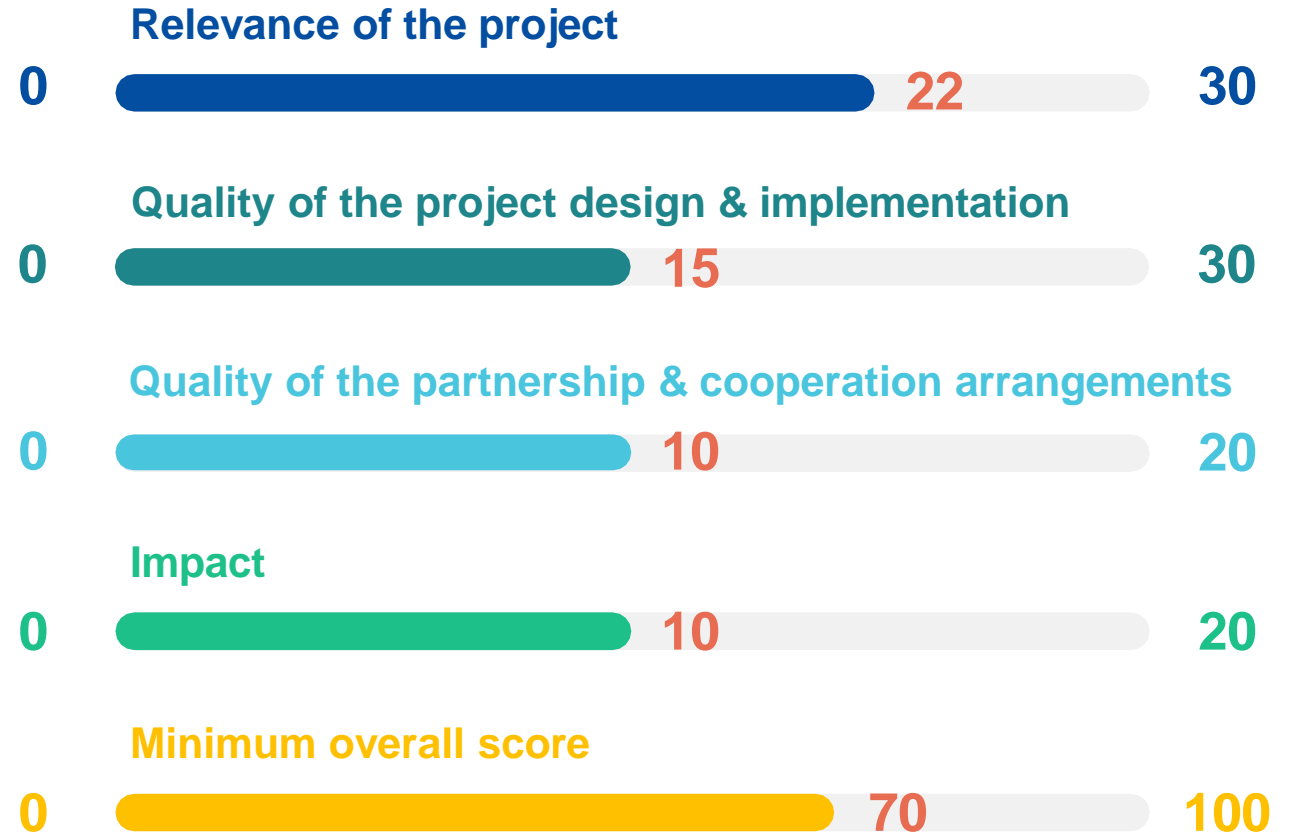 Relevance of the project
0 22 30
Quality of the project design & implementation
0 15 30
Quality of the partnership & cooperation arrangements
0 10 20
Impact
0 10 20
Minimum overall score
0 70 100